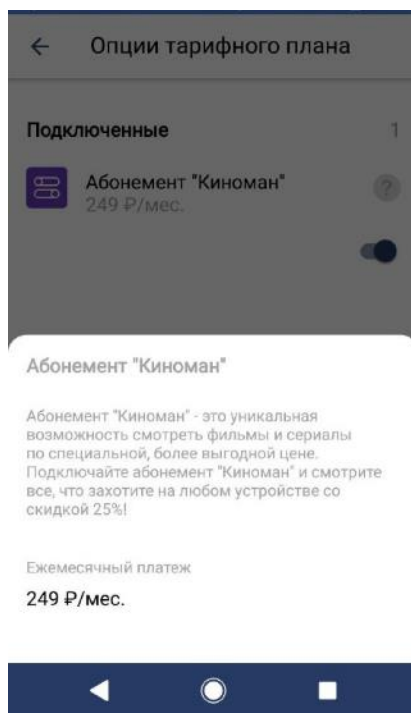 Опции тарифного плана
Подключенные 1
Абонемент "Киноман" ?
249 ₽/мес.
Абонемент "Киноман"
Абонемент "Киноман" - это уникальная
возможность смотреть фильмы и сериалы
по специальной, более выгодной цене.
Подключайте абонемент "Киноман" и смотрите
все, что захотите на любом устройстве со
скидкой 25%!
Ежемесячный платеж
249 ₽/мес.